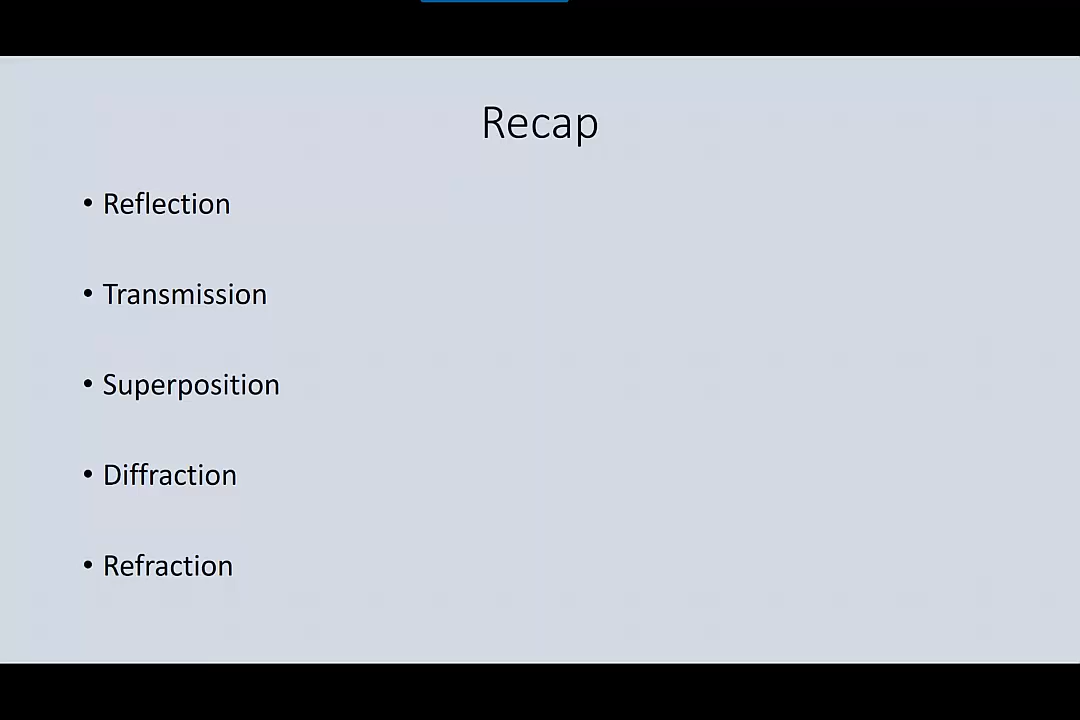 Recap
• Reflection
• Transmission
• Superposition
• Diffraction
• Refraction